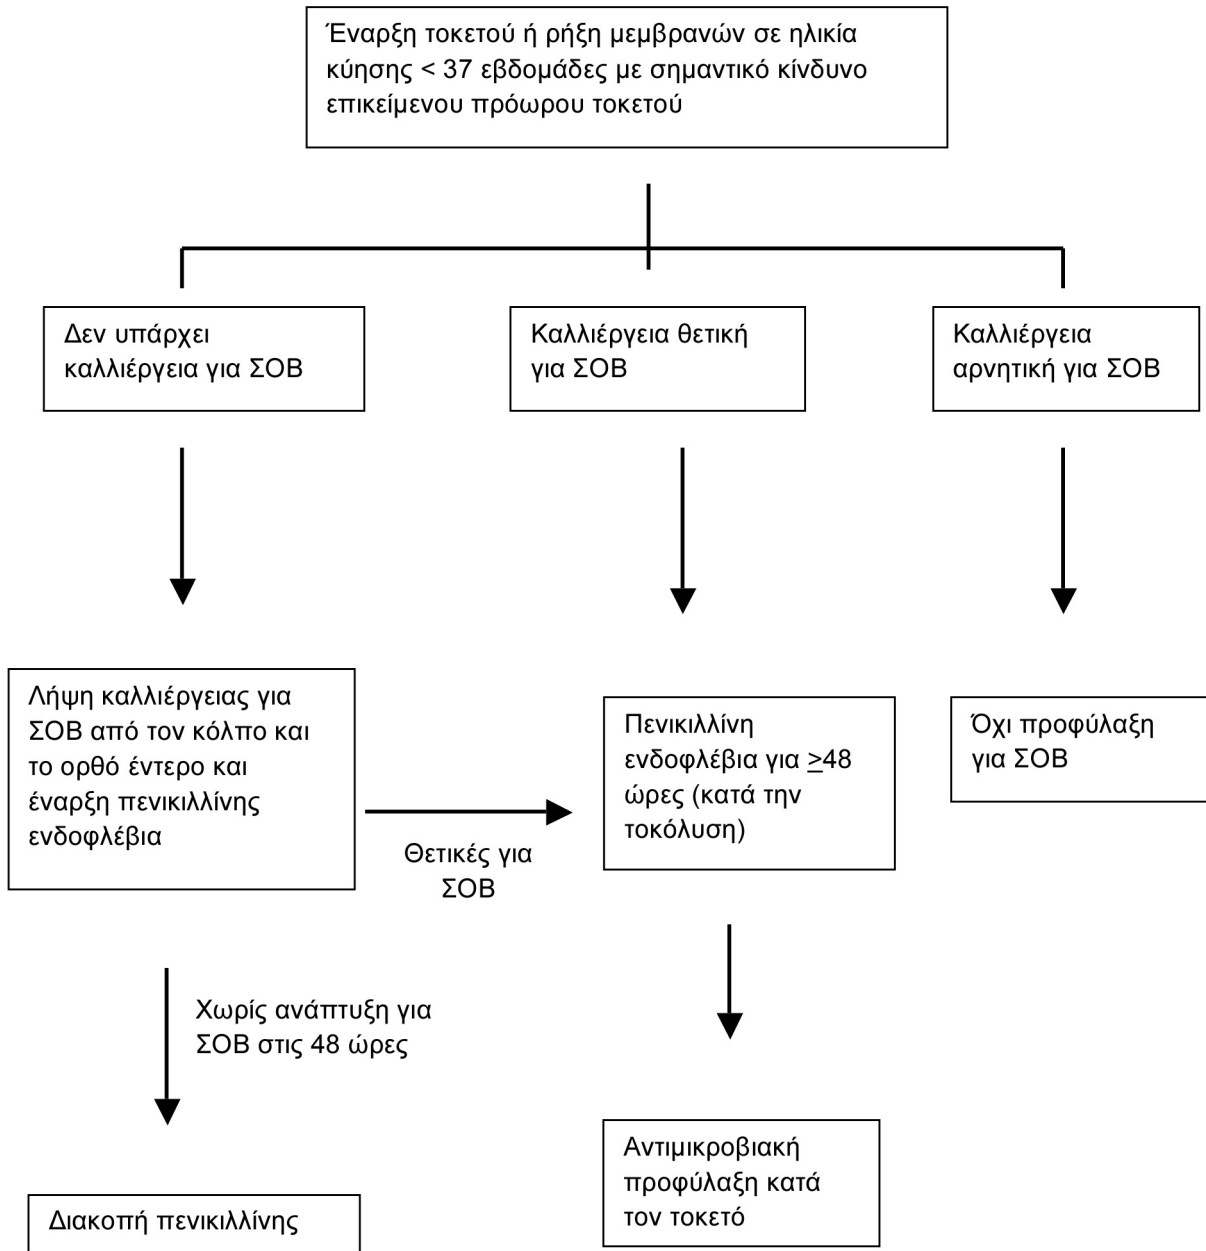 Έναρξη τοκετού ή ρήξη μεμβρανών σε ηλικία
κύησης < 37 εβδομάδες με σημαντικό κίνδυνο
επικείμενου πρόωρου τοκετού
Δεν υπάρχει
καλλιέργεια για ΣΟΒ
Καλλιέργεια θετική
για ΣΟΒ
Καλλιέργεια
αρνητική για ΣΟΒ
Λήψη καλλιέργειας για
ΣΟΒ από τον κόλπο και
το ορθό έντερο και
έναρξη πενικιλλίνης
ενδοφλέβια
Θετικές για
ΣΟΒ
Πενικιλλίνη
ενδοφλέβια για ≥48
ώρες (κατά την
τοκόλυση)
Όχι προφύλαξη
για ΣΟΒ
Χωρίς ανάπτυξη για
ΣΟΒ στις 48 ώρες
Αντιμικροβιακή
προφύλαξη κατά
τον τοκετό
Διακοπή πενικιλλίνης